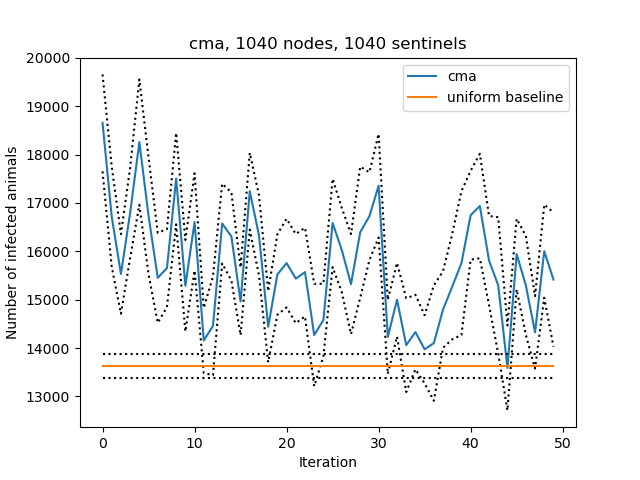 cma, 1040 nodes, 1040 sentinels
cma
uniform baseline
Number of infected animals
20000
19000
18000
17000
16000
15000
14000
13000
0 10 20 30 40 50
Iteration